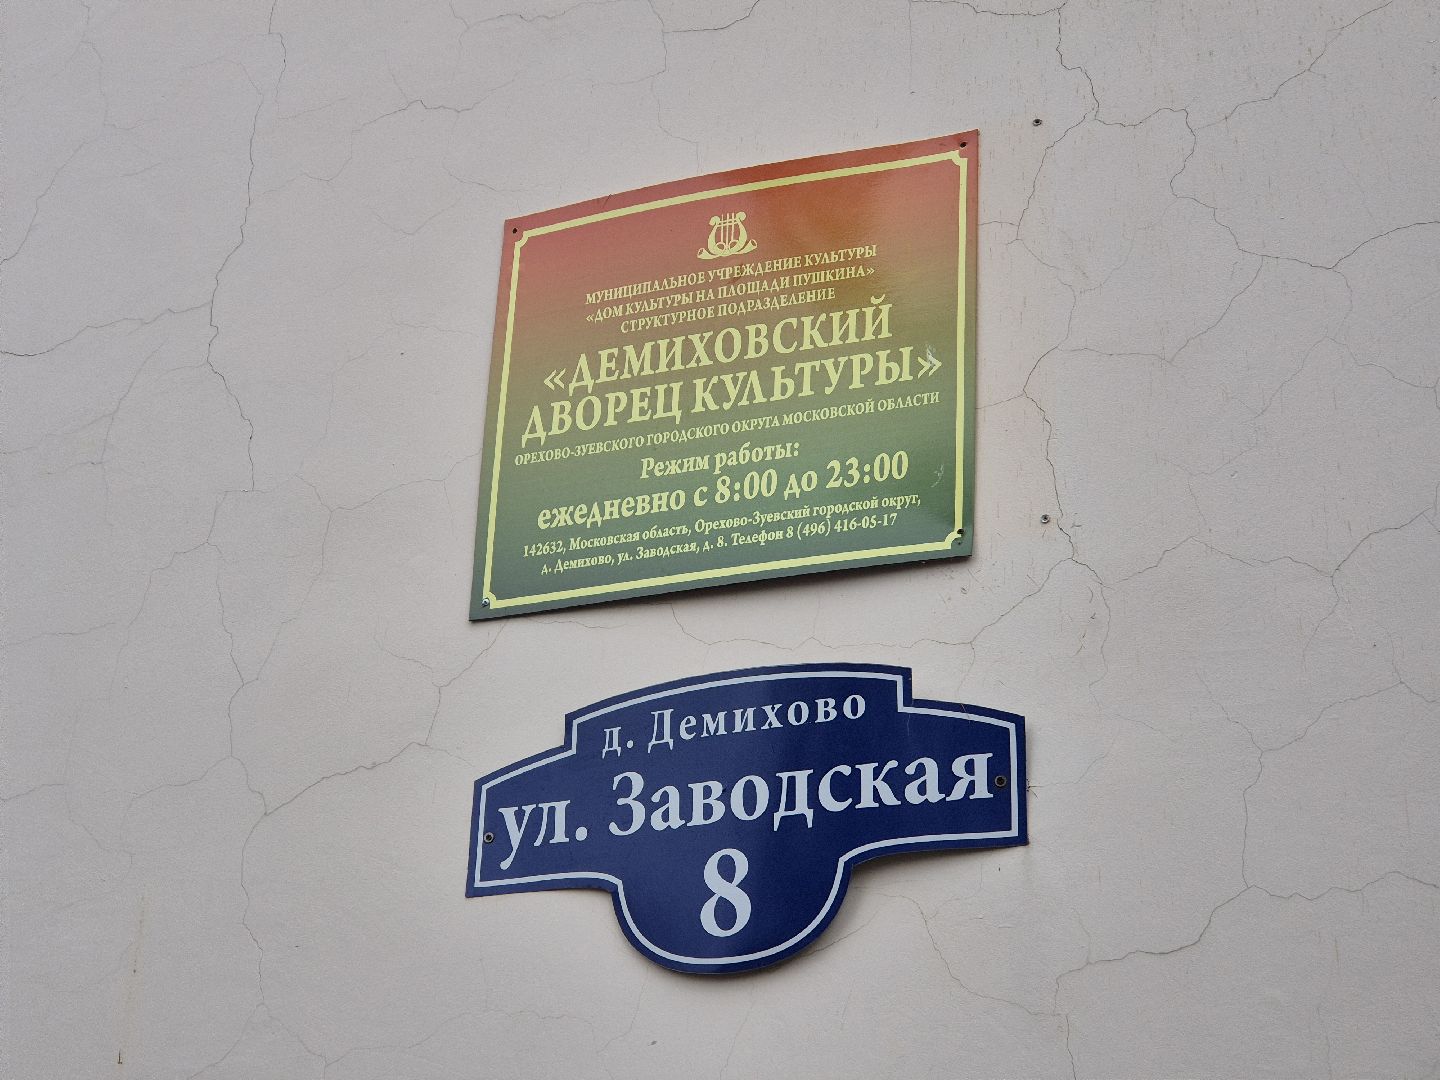 МУНИЦИПАЛЬНОЕ УЧРЕЖДЕНИЕ КУЛЬТУРЫ
«ДОМ КУЛЬТУРЫ НА ПЛОЩАДИ ПУШКИНА»
СТРУКТУРНОЕ ПОДРАЗДЕЛЕНИЕ
«ДЕМИХОВСКИЙ
ДВОРЕЦ КУЛЬТУРЫ»
ОРЕХОВО-ЗУЕВСКОГО ГОРОДСКОГО ОКРУГА МОСКОВСКОЙ ОБЛАСТИ
Режим работы:
ежедневно с 8:00 до 23:00
142632, Московская область, Орехово-Зуевский городской округ,
д. Демихово, ул. Заводская, д. 8. Телефон 8 (496) 416-05-17
д. Демихово
ул. Заводская
8